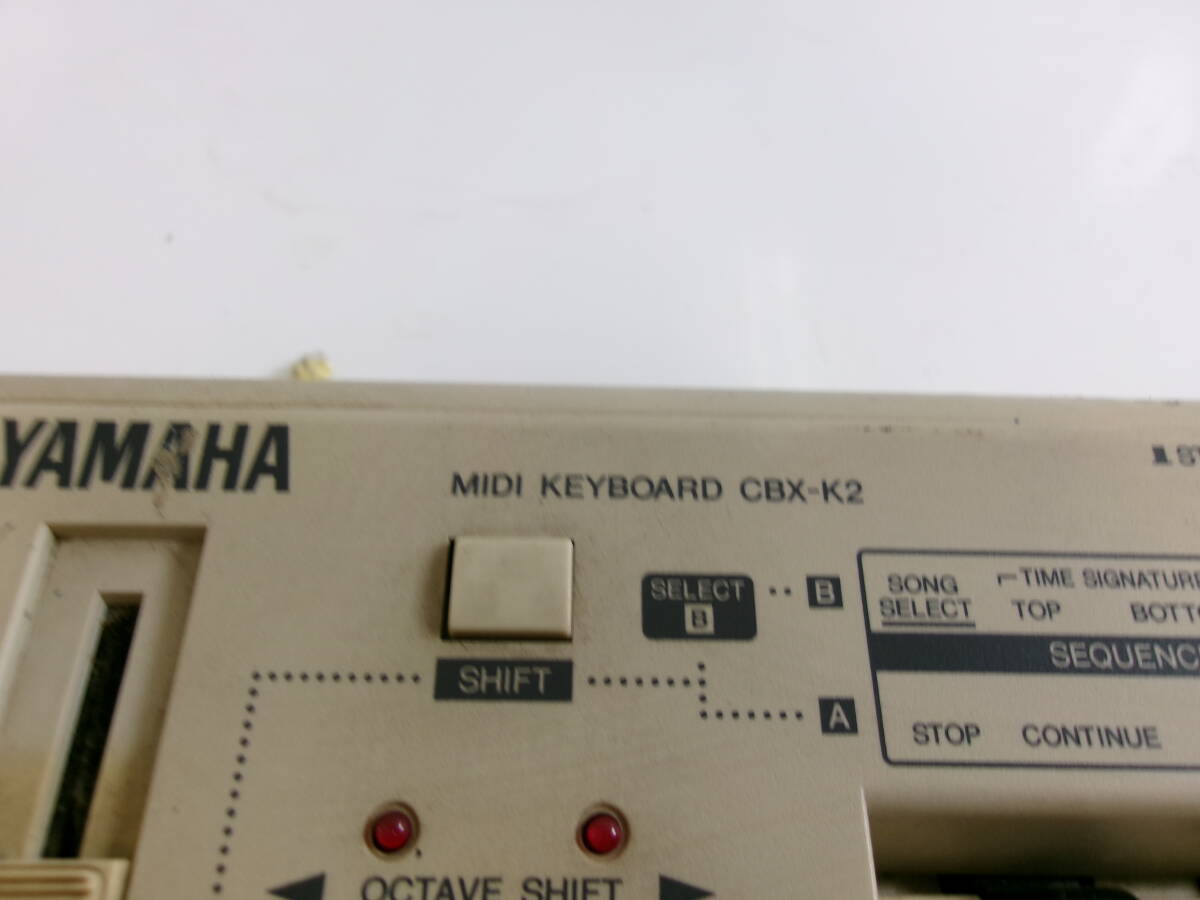 YAMAHA
MIDI KEYBOARD CBX-K2
SELECT
B
B
SHIFT
A
SONG
SELECT
TIME SIGNATURE
TOP
STOP CONTINUE
OCTAVE SHIFT